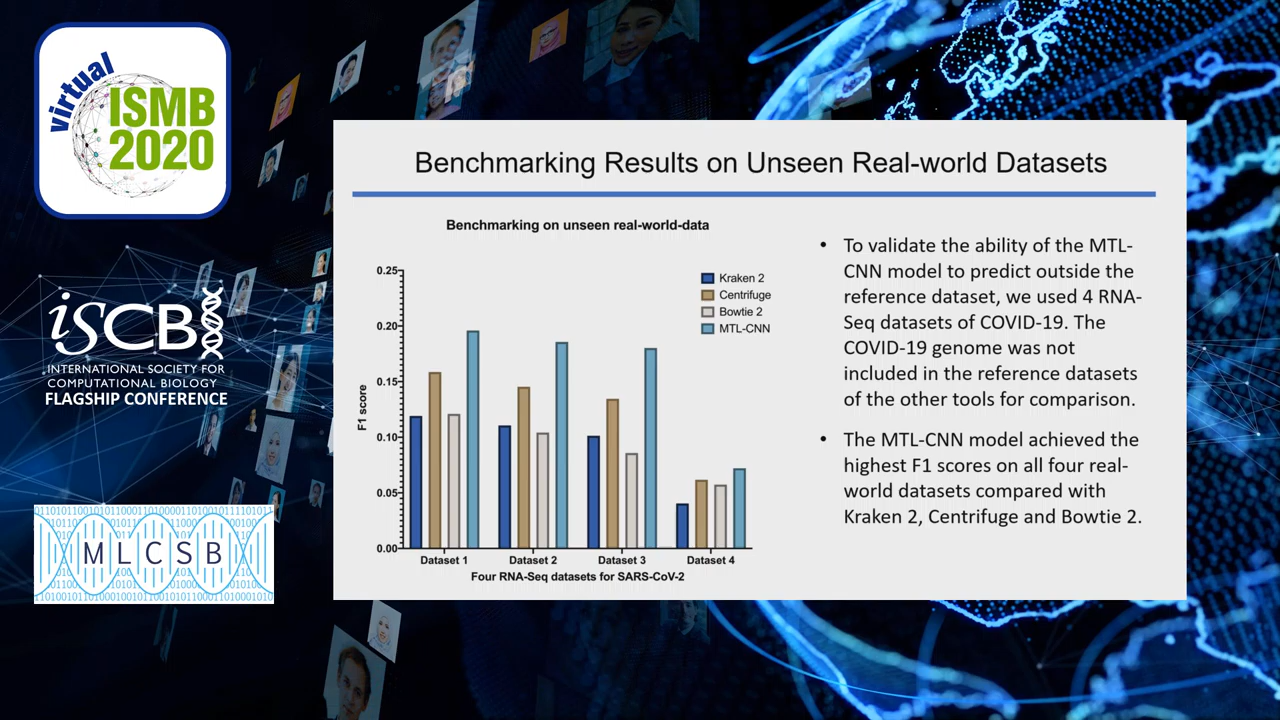 virtual
ISMB
2020
iSCB
INTERNATIONAL SOCIETY FOR
COMPUTATIONAL BIOLOGY
FLAGSHIP CONFERENCE
MLCSB
Benchmarking Results on Unseen Real-world Datasets
Benchmarking on unseen real-world-data
0.25
0.20
0.15
0.10
0.05
0.00
F1 score
Kraken 2
Centrifuge
Bowtie 2
MTL-CNN
Dataset 1 Dataset 2 Dataset 3 Dataset 4
Four RNA-Seq datasets for SARS-CoV-2
• To validate the ability of the MTL-
CNN model to predict outside the
reference dataset, we used 4 RNA-
Seq datasets of COVID-19. The
COVID-19 genome was not
included in the reference datasets
of the other tools for comparison.
• The MTL-CNN model achieved the
highest F1 scores on all four real-
world datasets compared with
Kraken 2, Centrifuge and Bowtie 2.